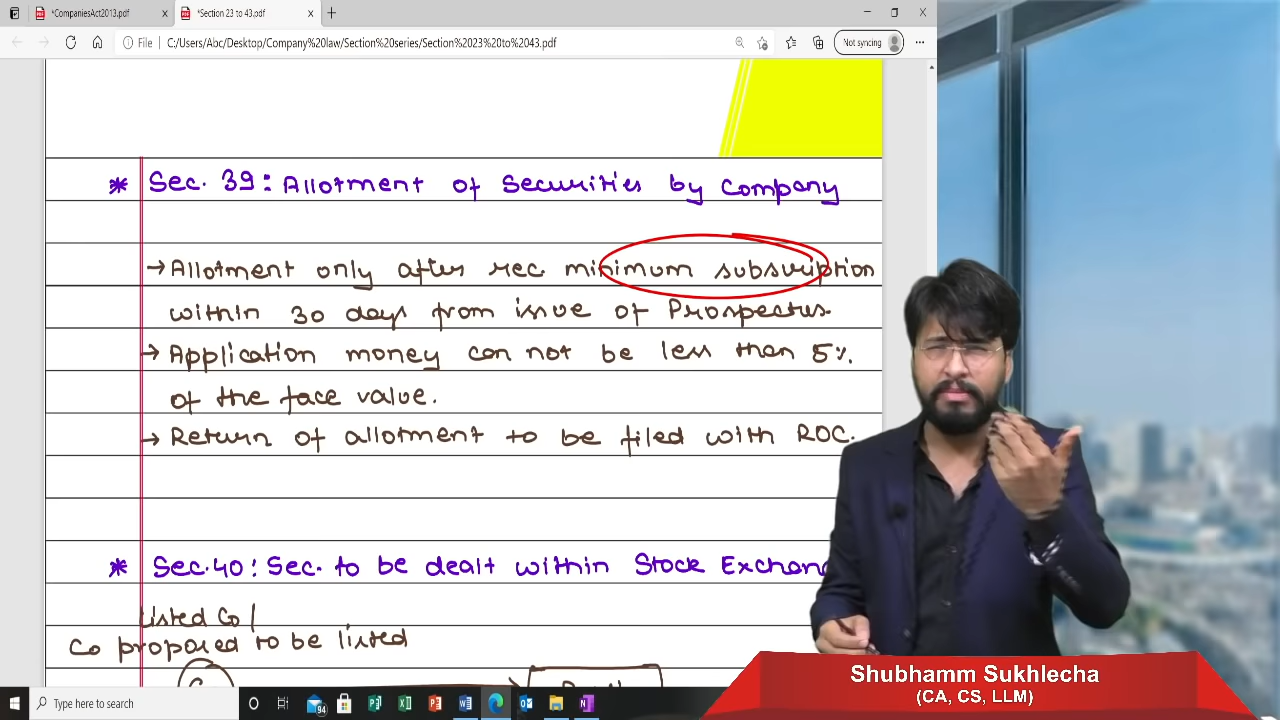 *CompaniesAct2013.pdf
*Section 23 to 43.pdf
File
C:/Users/Abc/Desktop/Company%20law/Section%20series/Section%2023%20to%2043.pdf
Not syncing
* Sec. 39: Allotment of Securities by Company
→ Allotment only after rec. minimum subscription
within 30 days from issue of Prospectus.
→ Application money can not be less than 5%
of the face value.
→ Return of allotment to be filed with ROC.
* Sec.40: Sec. to be dealt within Stock
Listed Co/
Co proposed to be listed
Shubhamm Sukhlecha
(CA, CS, LLM)
Type here to search
94